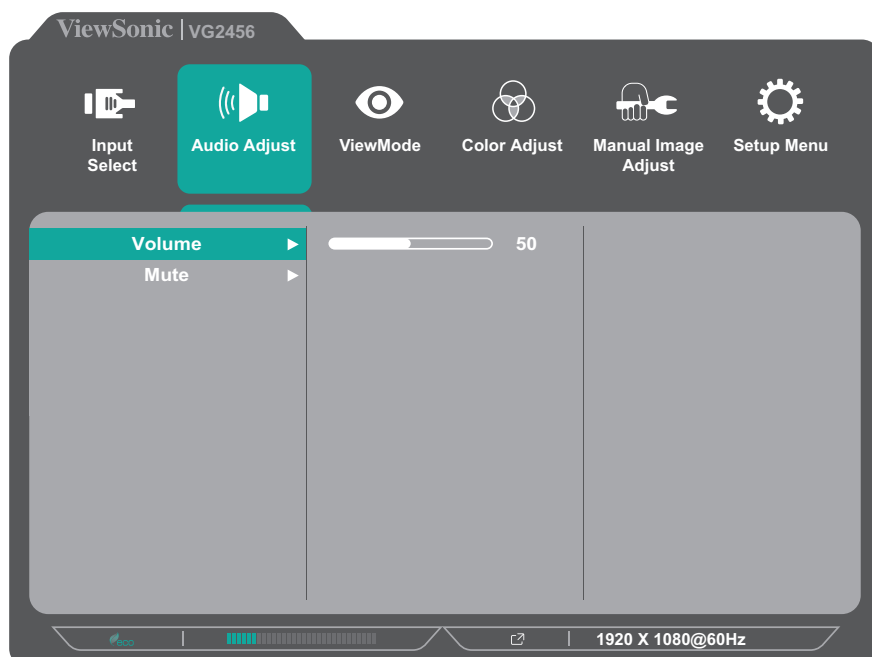 ViewSonic | VG2456
Input
Select
Audio Adjust
ViewMode
Color Adjust
Manual Image
Adjust
Setup Menu
Volume
50
Mute
eco
1920 X 1080@60Hz